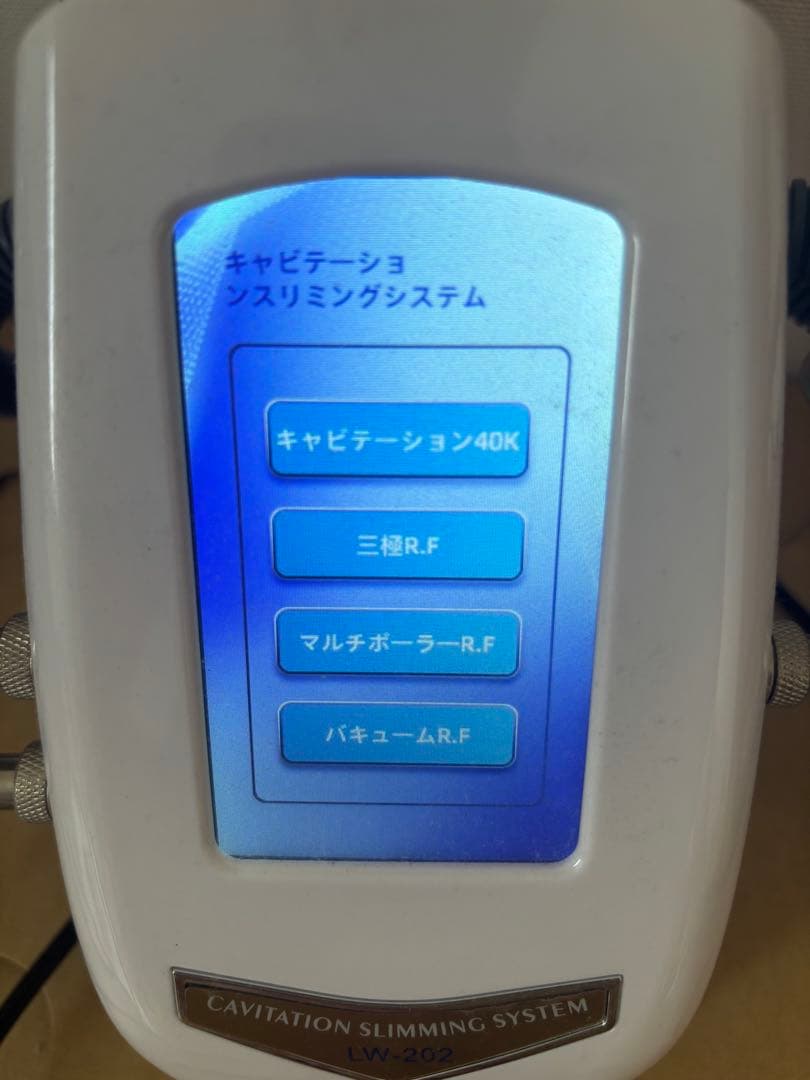 キャビテーショ
ンスリミングシステム
キャビテーション40K
三極R.F
マルチポーラーR.F
バキュームR.F
CAVITATION SLIMMING SYSTEM
LW-202